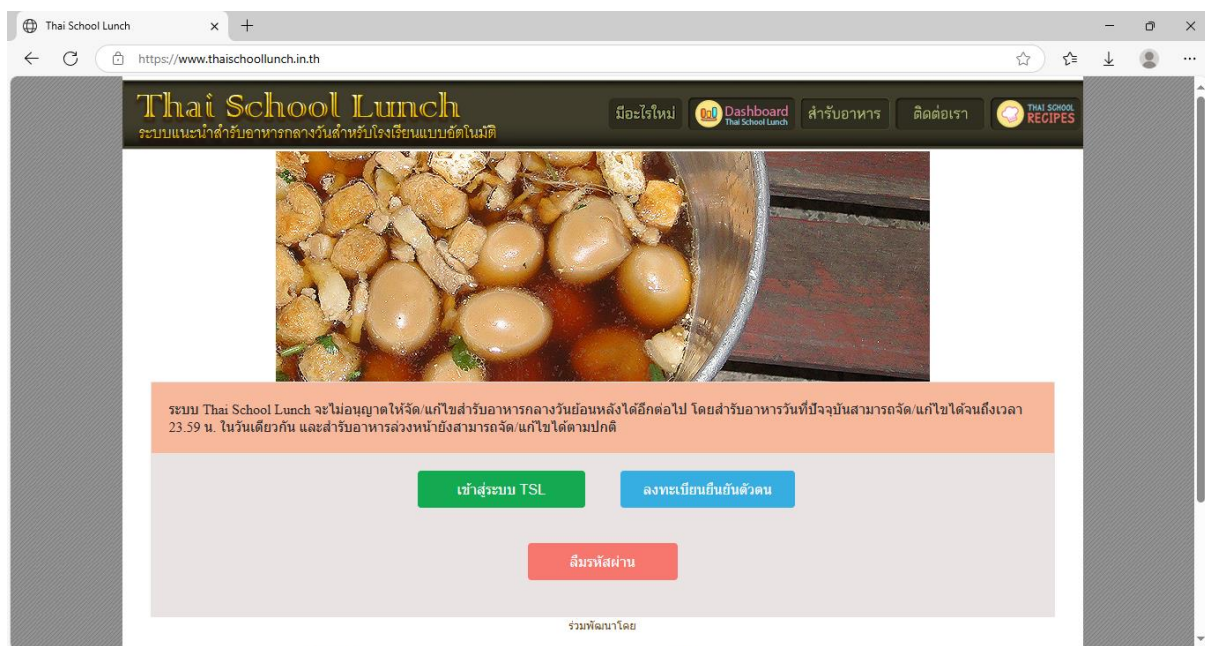 Thai School Lunch
https://www.thaischoollunch.in.th
Thai School Lunch
ระบบแนะนำสำรับอาหารกลางวันสำหรับโรงเรียนแบบอัตโนมัติ
มีอะไรใหม่
Dashboard
Thai School Lunch
สำรับอาหาร
ติดต่อเรา
THAI SCHOOL
RECIPES
ระบบ Thai School Lunch จะไม่อนุญาตให้จัด/แก้ไขสำรับอาหารกลางวันย้อนหลังได้อีกต่อไป โดยสำรับอาหารวันที่ปัจจุบันสามารถจัด/แก้ไขได้จนถึงเวลา
23.59 น. ในวันเดียวกัน และสำรับอาหารล่วงหน้ายังสามารถจัด/แก้ไขได้ตามปกติ
เข้าสู่ระบบ TSL
ลงทะเบียนยืนยันตัวตน
ลืมรหัสผ่าน
ร่วมพัฒนาโดย